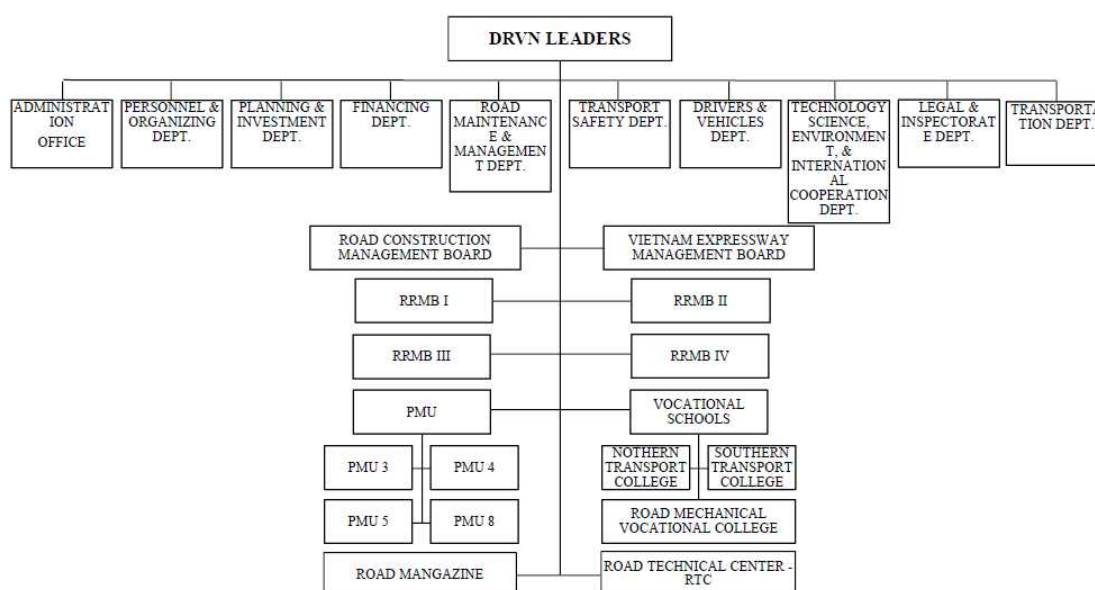 DRVN LEADERS
ADMINISTRAT
ION
OFFICE
PERSONNEL &
ORGANIZING
DEPT.
PLANNING &
INVESTMENT
DEPT.
FINANCING
DEPT.
ROAD
MAINTENANC
E &
MANAGEMEN
T DEPT.
TRANSPORT
SAFETY DEPT.
DRIVERS &
VEHICLES
DEPT.
TECHNOLOGY
SCIENCE,
ENVIRONMEN
T, &
INTERNATION
AL
COOPERATION
DEPT.
LEGAL &
INSPECTORAT
E DEPT.
TRANSPORTA
TION DEPT.
ROAD CONSTRUCTION
MANAGEMENT BOARD
VIETNAM EXPRESSWAY
MANAGEMENT BOARD
RRMB I
RRMB II
RRMB III
RRMB IV
PMU
VOCATIONAL
SCHOOLS
PMU 3
PMU 4
NOTHERN
TRANSPORT
COLLEGE
SOUTHERN
TRANSPORT
COLLEGE
PMU 5
PMU 8
ROAD MECHANICAL
VOCATIONAL COLLEGE
ROAD MANGAZINE
ROAD TECHNICAL CENTER -
RTC